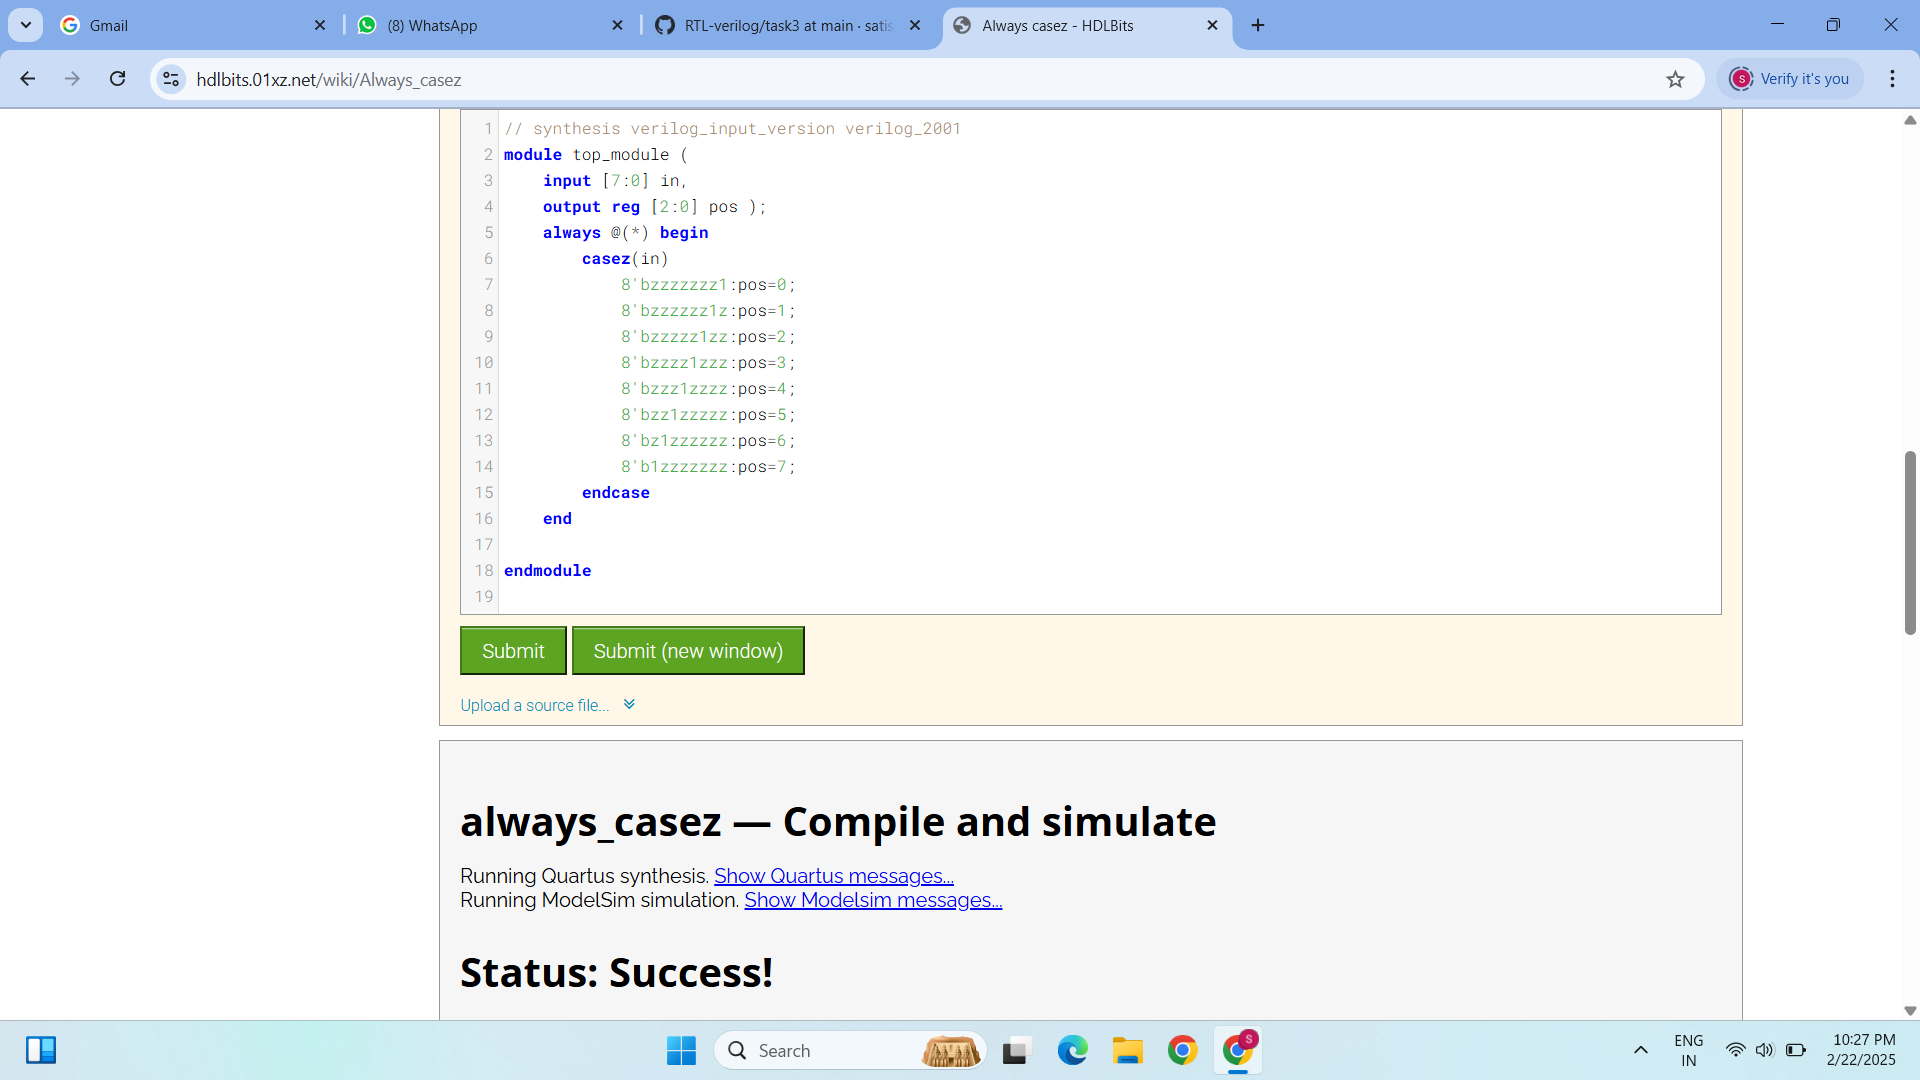 Gmail
(8) WhatsApp
RTL-verilog/task3 at main · satis
Always casez - HDLBits
hdlbits.01xz.net/wiki/Always_casez
S
Verify it's you
1 // synthesis verilog_input_version verilog_2001
2 module top_module (
3 input [7:0] in,
4 output reg [2:0] pos );
5 always @(*) begin
6 casez(in)
7 8'bzzzzzzz1:pos=0;
8 8'bzzzzzz1z:pos=1;
9 8'bzzzzz1zz:pos=2;
10 8'bzzzz1zzz:pos=3;
11 8'bzzz1zzzz:pos=4;
12 8'bzz1zzzzz:pos=5;
13 8'bz1zzzzzz:pos=6;
14 8'b1zzzzzzz:pos=7;
15 endcase
16 end
17
18 endmodule
19
Submit
Submit (new window)
Upload a source file...
always_casez — Compile and simulate
Running Quartus synthesis. Show Quartus messages...
Running ModelSim simulation. Show Modelsim messages...
Status: Success!
Search
S
ENG
IN
10:27 PM
2/22/2025